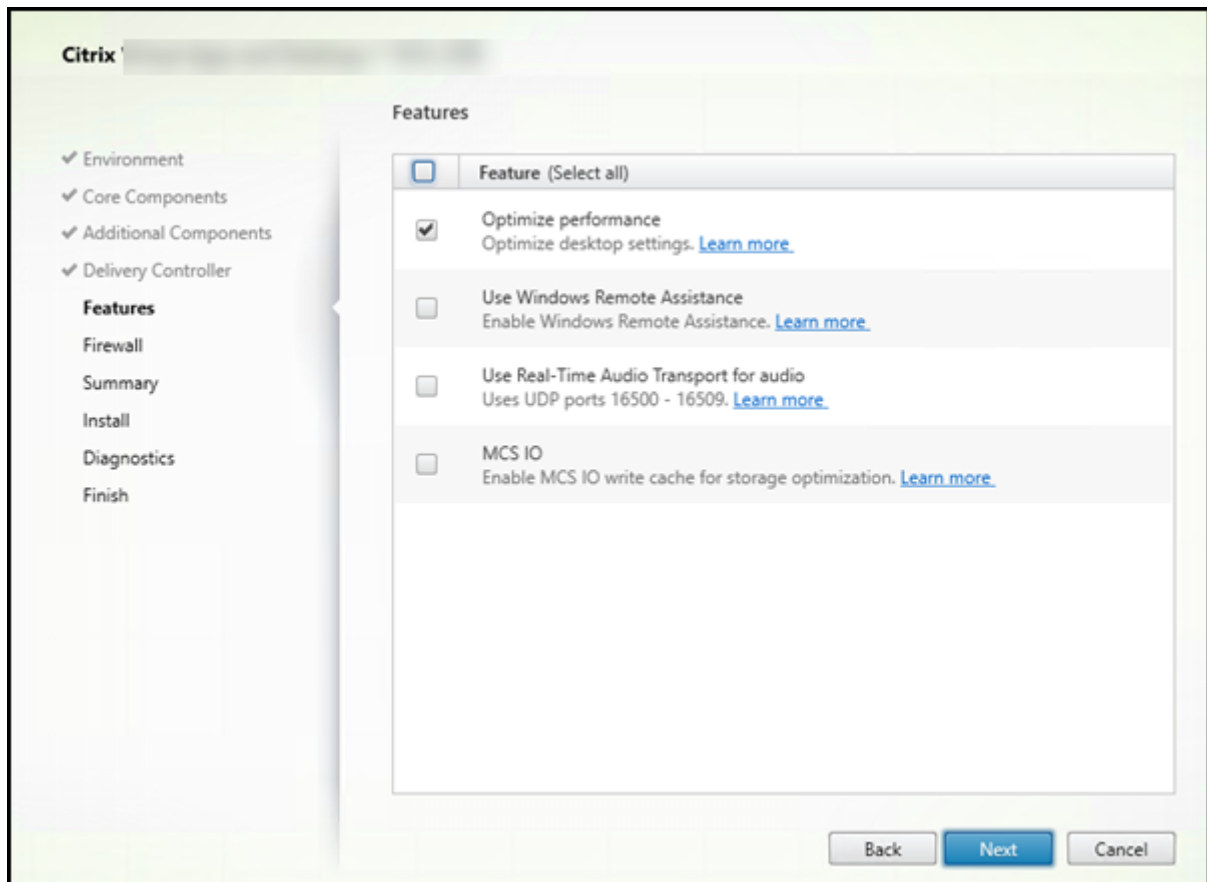 Citrix
Features
✔ Environment
✔ Core Components
✔ Additional Components
✔ Delivery Controller
Features
Firewall
Summary
Install
Diagnostics
Finish
Feature (Select all)
Optimize performance
Optimize desktop settings. Learn more
Use Windows Remote Assistance
Enable Windows Remote Assistance. Learn more
Use Real-Time Audio Transport for audio
Uses UDP ports 16500 - 16509. Learn more
MCS IO
Enable MCS IO write cache for storage optimization. Learn more
Back Next Cancel